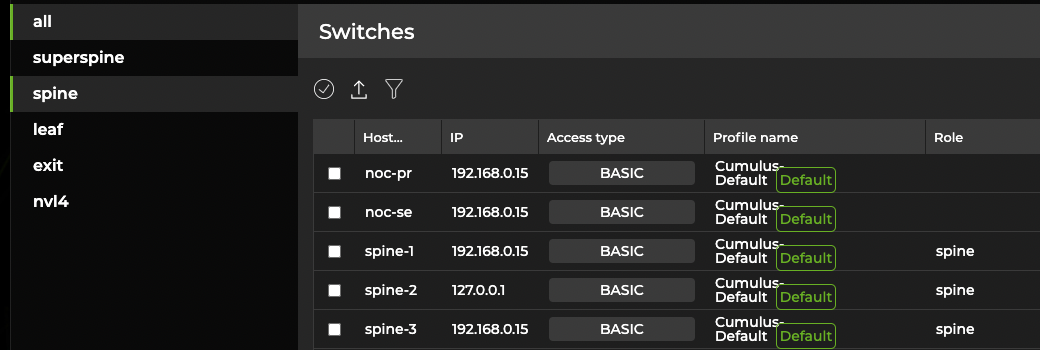 all
superspine
spine
leaf
exit
nvl4
Switches
Host... IP Access type Profile name Role
noc-pr 192.168.0.15 BASIC Cumulus-
Default Default
noc-se 192.168.0.15 BASIC Cumulus-
Default Default
spine-1 192.168.0.15 BASIC Cumulus-
Default Default spine
spine-2 127.0.0.1 BASIC Cumulus-
Default Default spine
spine-3 192.168.0.15 BASIC Cumulus-
Default Default spine